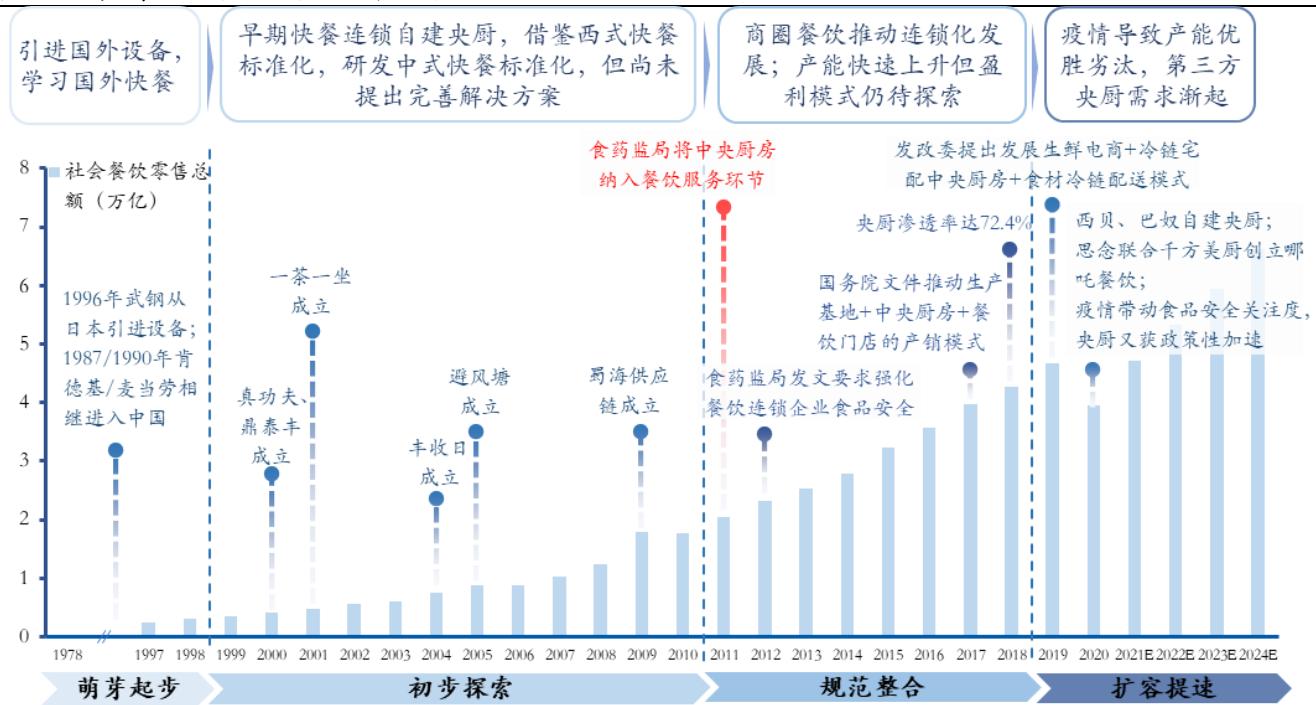 引进国外设备，
学习国外快餐
早期快餐连锁自建央厨，借鉴西式快餐
标准化，研发中式快餐标准化，但尚未
提出完善解决方案
商圈餐饮推动连锁化发
展；产能快速上升但盈
利模式仍待探索
疫情导致产能优
胜劣汰，第三方
央厨需求渐起
社会餐饮零售总
额（万亿）
8
7
6
5
4
3
2
1
0
1996年武钢从
日本引进设备；
1987/1990年肯
德基/麦当劳相
继进入中国
真功夫、
鼎泰丰
成立
一茶一坐
成立
丰收日
成立
避风塘
成立
蜀海供应
链成立
食药监局将中央厨房
纳入餐饮服务环节
食药监局发文要求强化
餐饮连锁企业食品安全
国务院文件推动生产
基地+中央厨房+餐
饮门店的产销模式
央厨渗透率达72.4%
发改委提出发展生鲜电商+冷链宅
配中央厨房+食材冷链配送模式
西贝、巴奴自建央厨；
思念联合千方美厨创立哪
吒餐饮；
疫情带动食品安全关注度，
央厨又获政策性加速
1978 1997 1998 1999 2000 2001 2002 2003 2004 2005 2006 2007 2008 2009 2010 2011 2012 2013 2014 2015 2016 2017 2018 2019 2020 2021E 2022E 2023E 2024E
萌芽起步
初步探索
规范整合
扩容提速